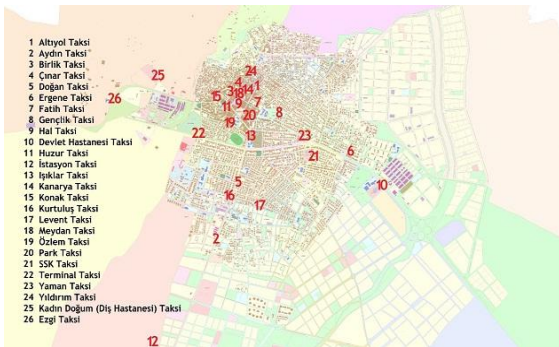 1 Altıyol Taksi
2 Aydın Taksi
3 Birlik Taksi
4 Çınar Taksi
5 Doğan Taksi
6 Ergene Taksi
7 Fatih Taksi
8 Gençlik Taksi
9 Hal Taksi
10 Devlet Hastanesi Taksi
11 Huzur Taksi
12 İstasyon Taksi
13 Işıklar Taksi
14 Kanarya Taksi
15 Konak Taksi
16 Kurtuluş Taksi
17 Levent Taksi
18 Meydan Taksi
19 Özlem Taksi
20 Park Taksi
21 SSK Taksi
22 Terminal Taksi
23 Yaman Taksi
24 Yıldırım Taksi
25 Kadın Doğum (Diş Hastanesi) Taksi
26 Ezgi Taksi
24
25
4
1
3
14
18
15
26
9
7
11
20
8
19
22
13
23
6
21
5
10
16
17
2
12